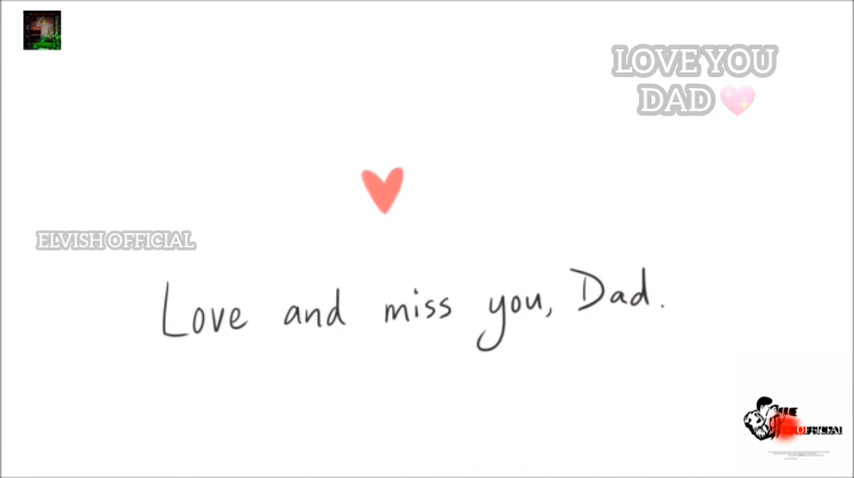 LOVE YOU
DAD
ELVISH OFFICIAL
Love and miss you, Dad.
OFFICIAL